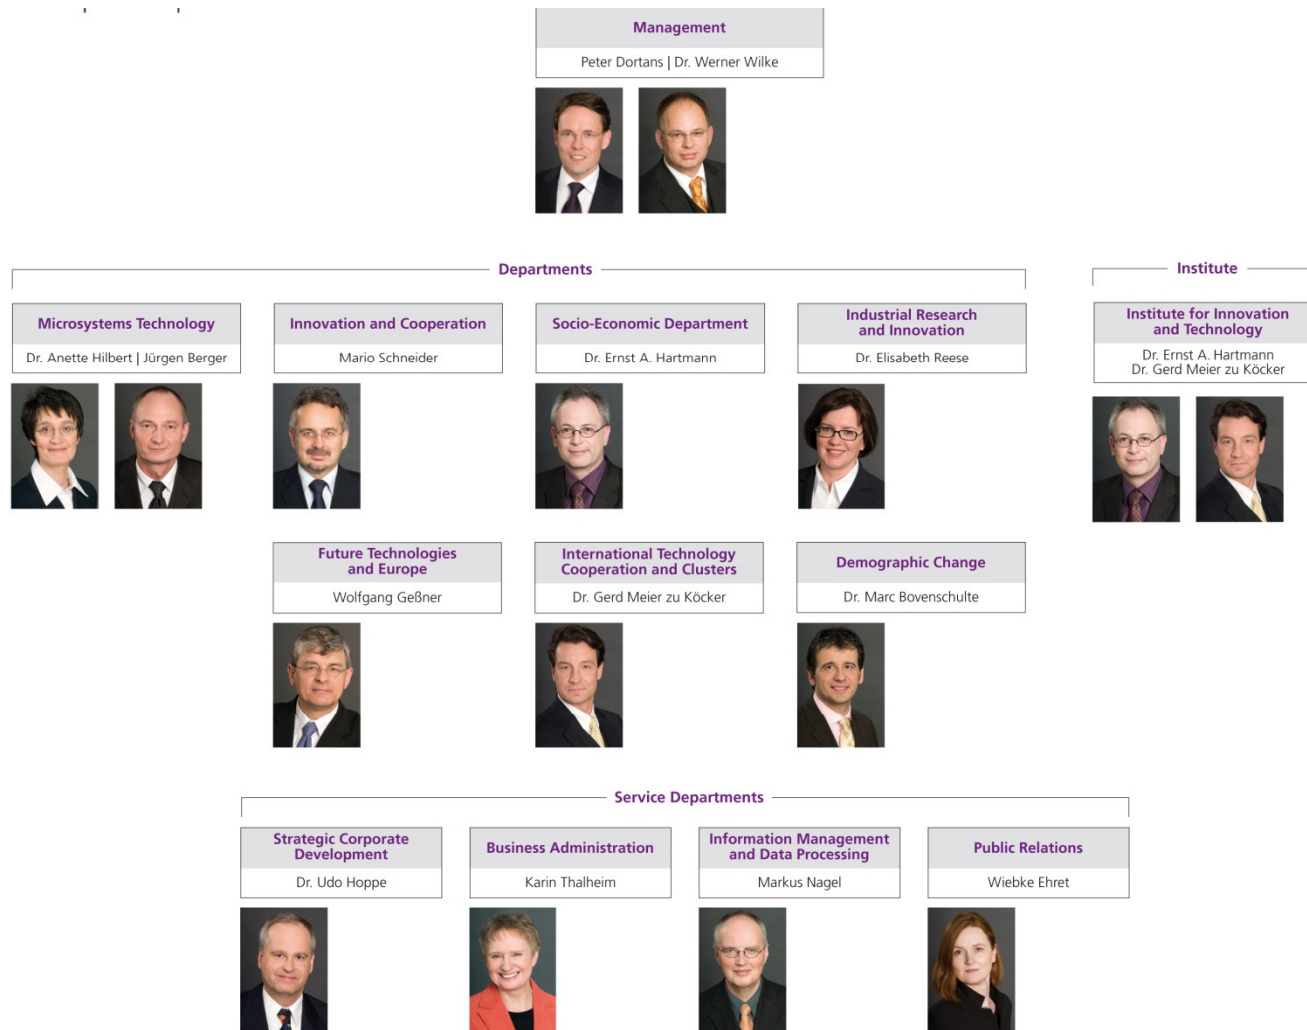 Management
Peter Dortans | Dr. Werner Wilke
Departments
Institute
Microsystems Technology
Dr. Anette Hilbert | Jürgen Berger
Innovation and Cooperation
Mario Schneider
Socio-Economic Department
Dr. Ernst A. Hartmann
Industrial Research
and Innovation
Dr. Elisabeth Reese
Institute for Innovation
and Technology
Dr. Ernst A. Hartmann
Dr. Gerd Meier zu Köcker
Future Technologies
and Europe
Wolfgang Geßner
International Technology
Cooperation and Clusters
Dr. Gerd Meier zu Köcker
Demographic Change
Dr. Marc Bovenschulte
Service Departments
Strategic Corporate
Development
Dr. Udo Hoppe
Business Administration
Karin Thalheim
Information Management
and Data Processing
Markus Nagel
Public Relations
Wiebke Ehret